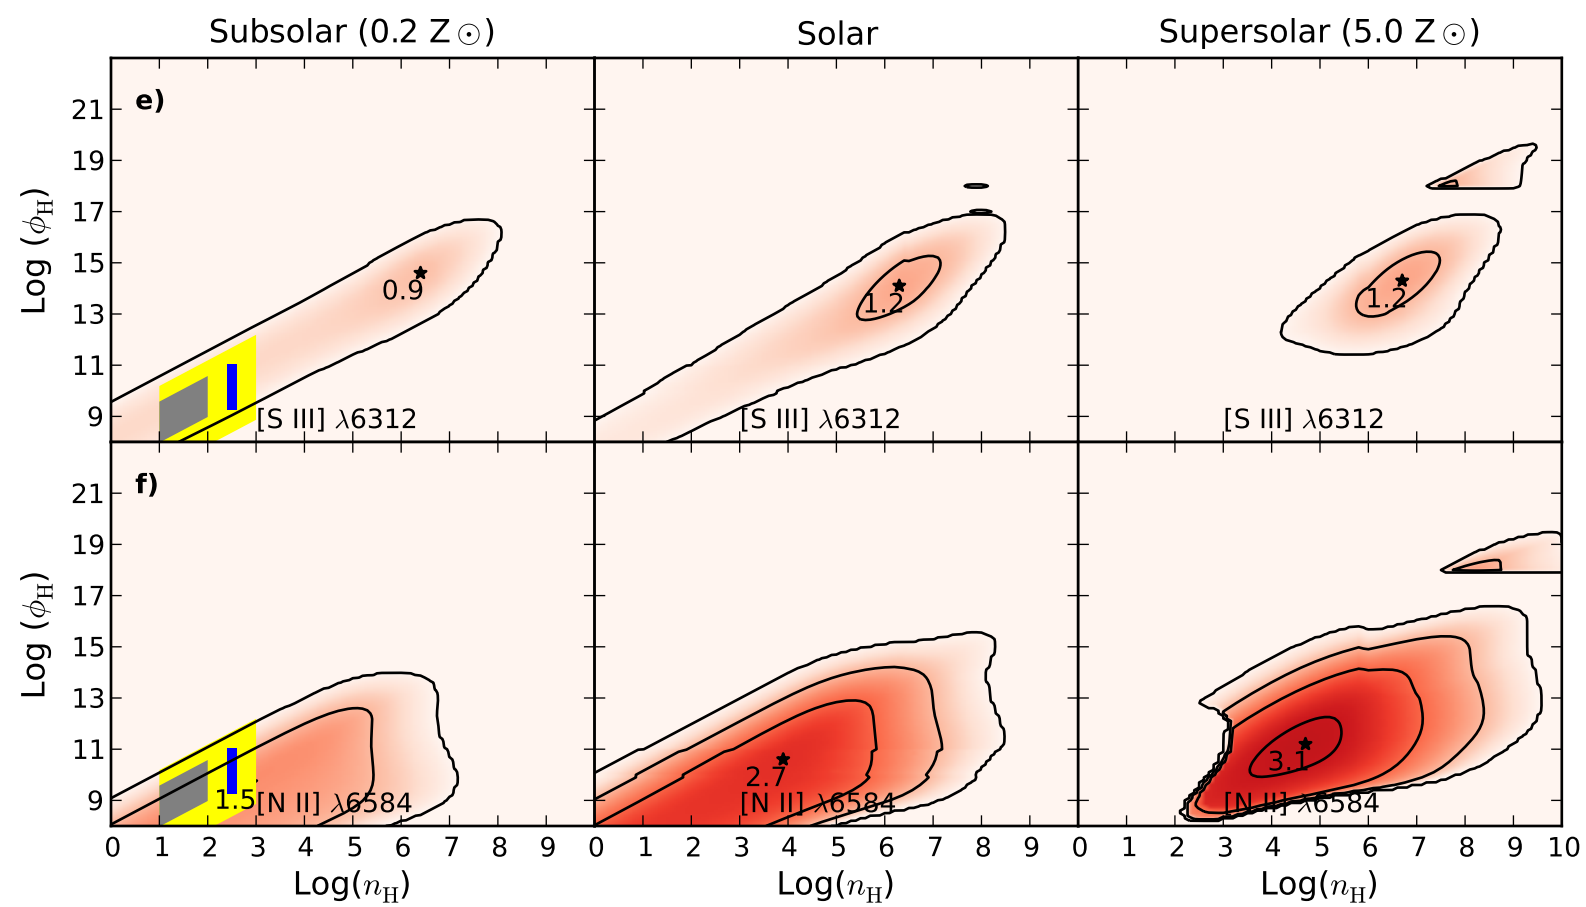 Subsolar (0.2 Z⊙) Solar Supersolar (5.0 Z⊙)
e)
21
19
17
15
13
11
9
Log (ϕH)
0.9
[S III] λ6312
1.2
[S III] λ6312
1.2
[S III] λ6312
f)
21
19
17
15
13
11
9
Log (ϕH)
1.5
[N II] λ6584
2.7
[N II] λ6584
3.1
[N II] λ6584
0 1 2 3 4 5 6 7 8 9 0 1 2 3 4 5 6 7 8 9 0 1 2 3 4 5 6 7 8 9 10
Log(nH) Log(nH) Log(nH)